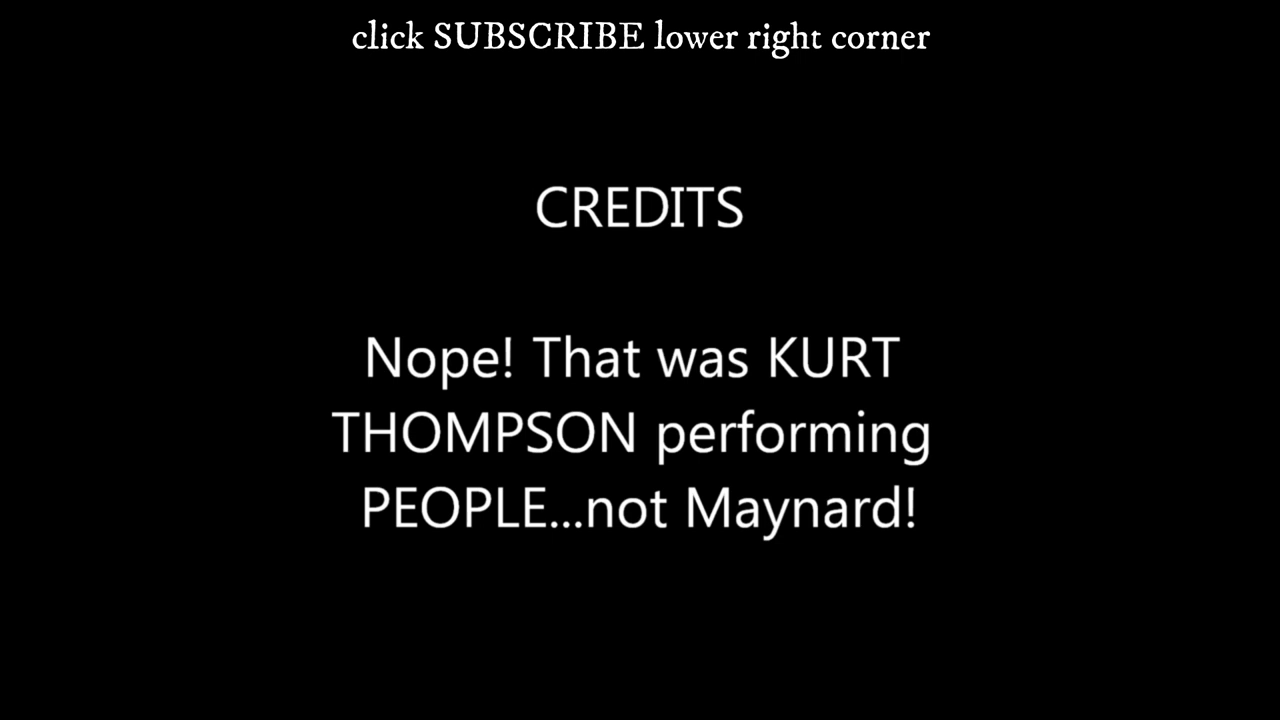 click SUBSCRIBE lower right corner
CREDITS
Nope! That was KURT
THOMPSON performing
PEOPLE...not Maynard!